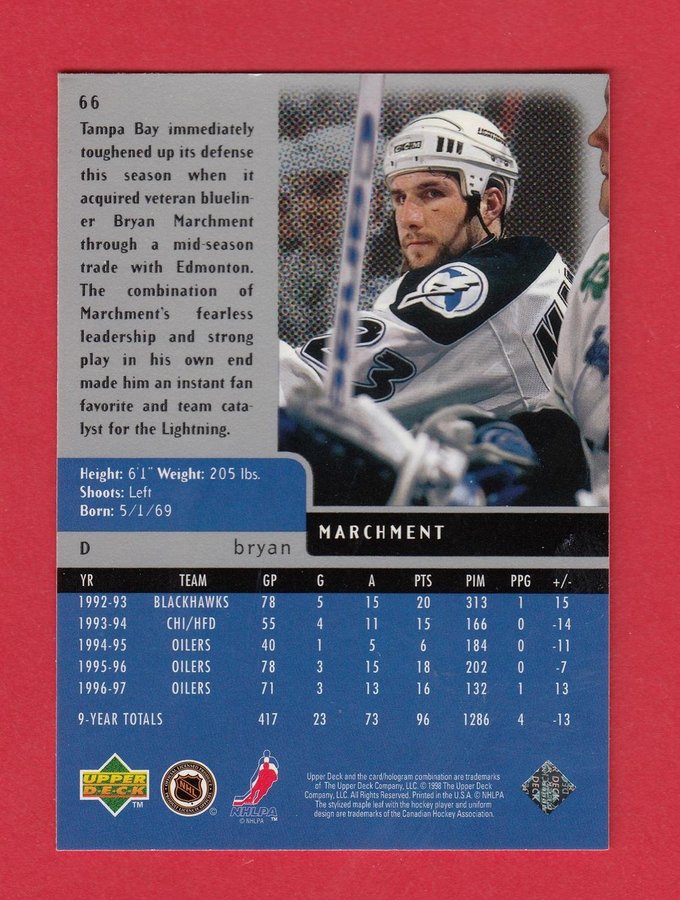 66
Tampa Bay immediately
toughened up its defense
this season when it
acquired veteran bluelin-
er Bryan Marchment
through a mid-season
trade with Edmonton.
The combination of
Marchment's fearless
leadership and strong
play in his own end
made him an instant fan
favorite and team cata-
lyst for the Lightning.
CCM
Height: 6'1" Weight: 205 lbs.
Shoots: Left
Born: 5/1/69
D bryan MARCHMENT
YR TEAM GP G A PTS PIM PPG +/-
1992-93 BLACKHAWKS 78 5 15 20 313 1 15
1993-94 CHI/HFD 55 4 11 15 166 0 -14
1994-95 OILERS 40 1 5 6 184 0 -11
1995-96 OILERS 78 3 15 18 202 0 -7
1996-97 OILERS 71 3 13 16 132 1 13
9-YEAR TOTALS 417 23 73 96 1286 4 -13
UPPER DECK TM
NHL ©
NHLPA
© NHLPA
Upper Deck and the card/hologram combination are trademarks
of The Upper Deck Company, LLC. © 1998 The Upper Deck
Company, LLC. All Rights Reserved. Printed in the U.S.A. © NHLPA
The stylized maple leaf with the hockey player and uniform
design are trademarks of Canadian Hockey Association.